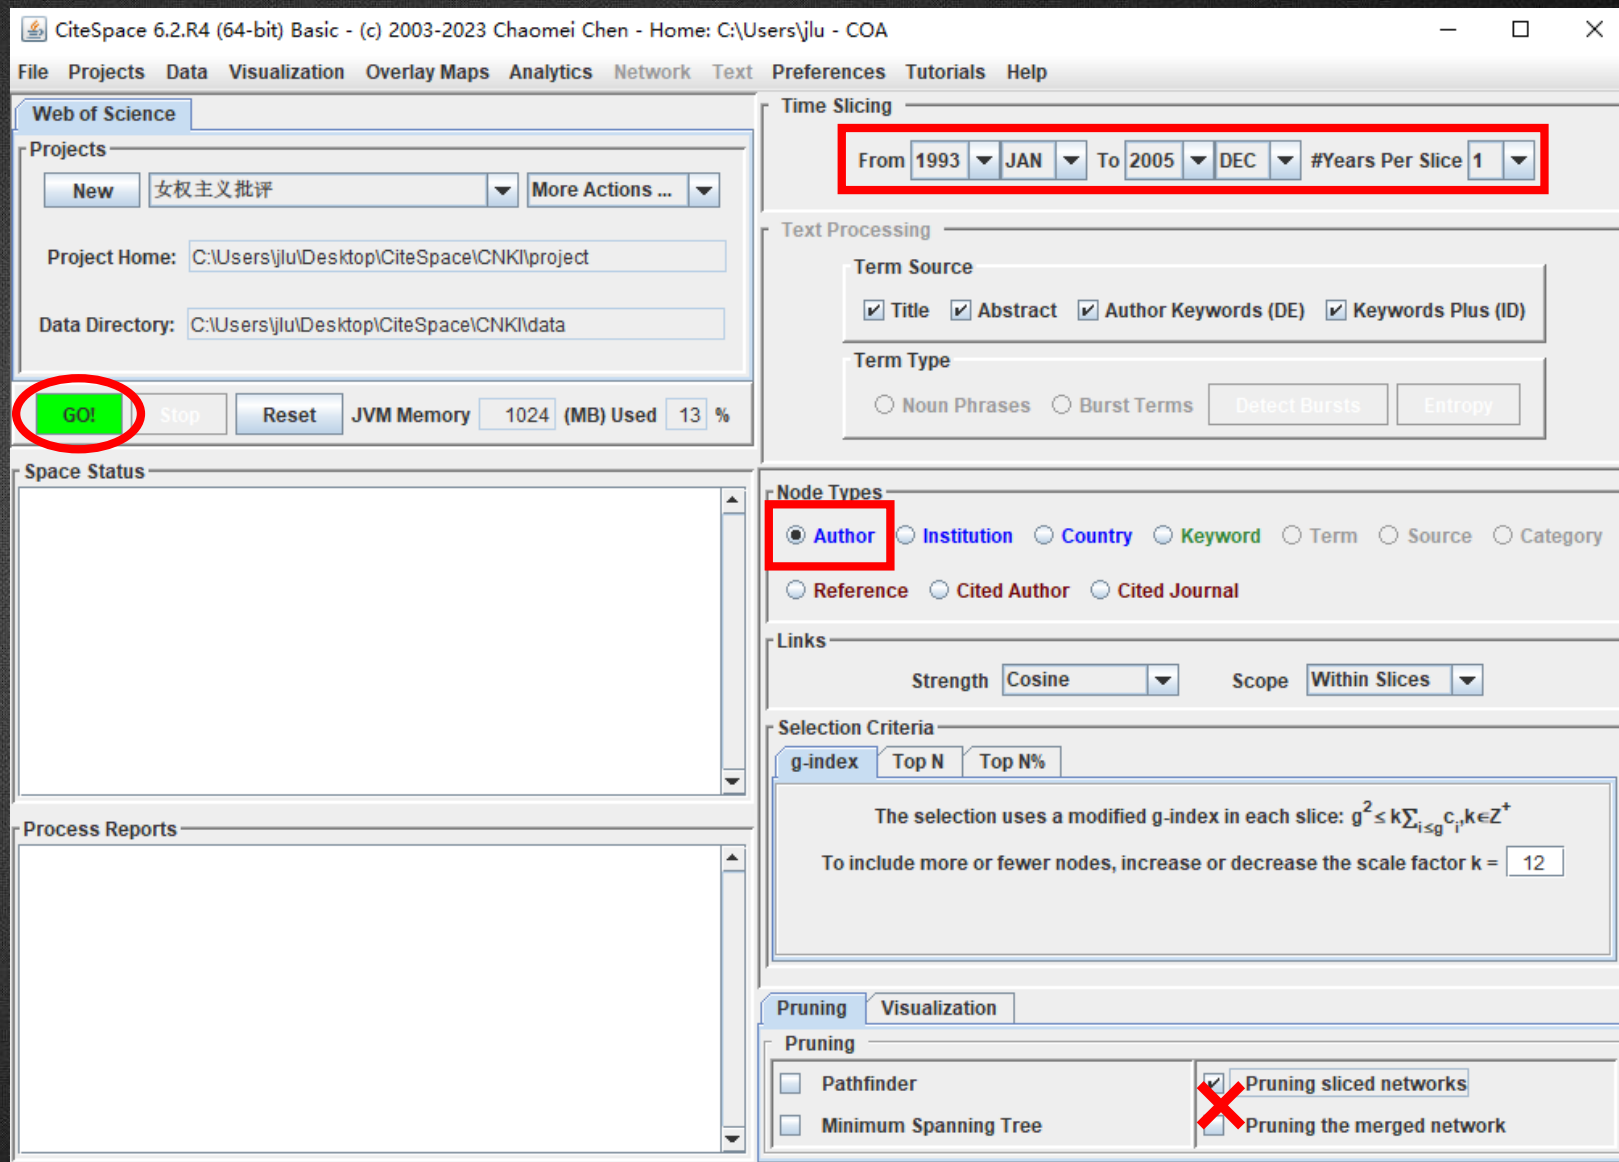 CiteSpace 6.2.R4 (64-bit) Basic - (c) 2003-2023 Chaomei Chen - Home: C:\Users\jlu - COA
File Projects Data Visualization Overlay Maps Analytics Network Text Preferences Tutorials Help
Web of Science
Projects
New 女权主义批评 More Actions ...
Project Home: C:\Users\jlu\Desktop\CiteSpace\CNKI\project
Data Directory: C:\Users\jlu\Desktop\CiteSpace\CNKI\data
GO! Stop Reset JVM Memory 1024 (MB) Used 13 %
Space Status
Process Reports
Time Slicing
From 1993 JAN To 2005 DEC #Years Per Slice 1
Text Processing
Term Source
Title Abstract Author Keywords (DE) Keywords Plus (ID)
Term Type
Noun Phrases Burst Terms Detect Bursts Entropy
Node Types
Author Institution Country Keyword Term Source Category
Reference Cited Author Cited Journal
Links
Strength Cosine Scope Within Slices
Selection Criteria
g-index Top N Top N%
The selection uses a modified g-index in each slice: g² ≤ k∑i≤g ci, k∈Z⁺
To include more or fewer nodes, increase or decrease the scale factor k = 12
Pruning Visualization
Pruning
Pathfinder Pruning sliced networks
Minimum Spanning Tree Pruning the merged network